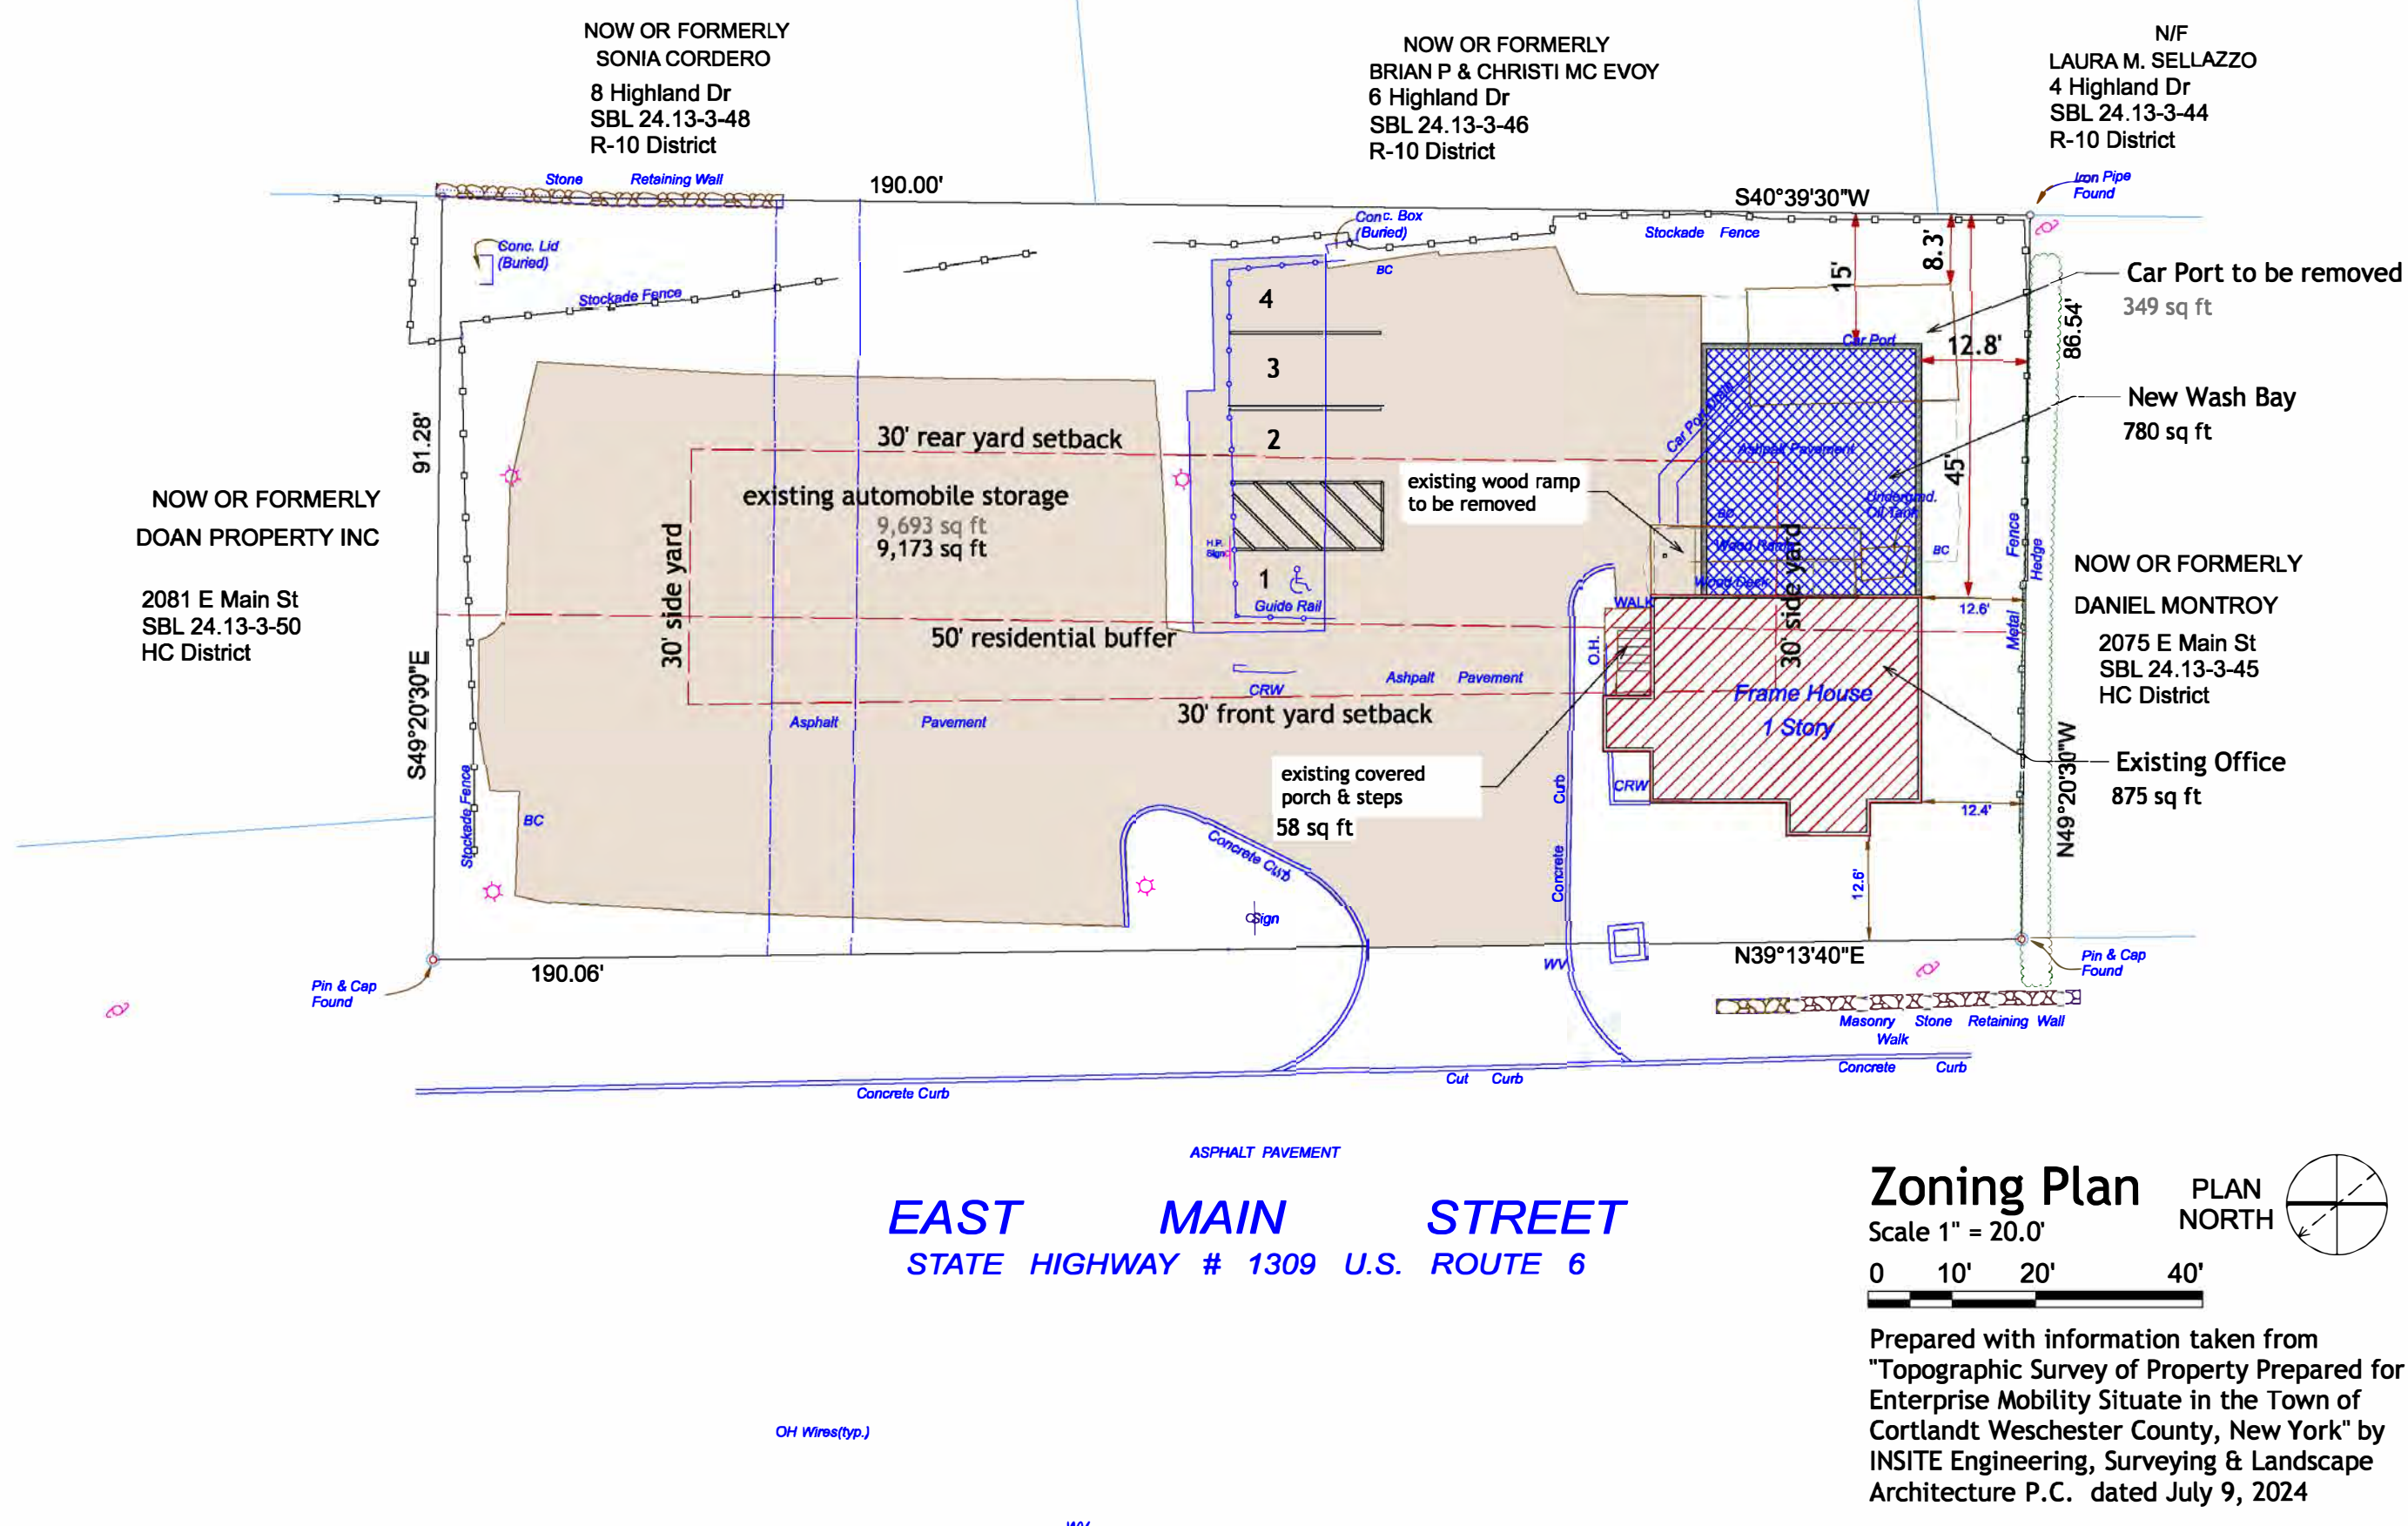 NOW OR FORMERLY
SONIA CORDERO
8 Highland Dr
SBL 24.13-3-48
R-10 District
NOW OR FORMERLY
BRIAN P & CHRISTI MC EVOY
6 Highland Dr
SBL 24.13-3-46
R-10 District
N/F
LAURA M. SELLAZZO
4 Highland Dr
SBL 24.13-3-44
R-10 District
Stone Retaining Wall
190.00'
S40°39'30"W
Iron Pipe
Found
Conc. Lid
(Buried)
Stockade Fence
Conc. Box
(Buried)
BC
Stockade Fence
15'
8.3'
Car Port to be removed
349 sq ft
86.54'
4
3
2
1
Car Port
12.8'
New Wash Bay
780 sq ft
91.28'
30' rear yard setback
existing automobile storage
9,693 sq ft
9,173 sq ft
30' side yard
existing wood ramp
to be removed
Asphalt Pavement
45'
Undergrnd.
Oil Tank
BC
Wood Ramp
Wood Deck
30' side yard
BC
Metal Fence
Hedge
H.P.
Sign
Guide Rail
WALK
12.6'
NOW OR FORMERLY
DOAN PROPERTY INC
2081 E Main St
SBL 24.13-3-50
HC District
NOW OR FORMERLY
DANIEL MONTROY
2075 E Main St
SBL 24.13-3-45
HC District
50' residential buffer
O.H.
S49°20'30"E
CRW
Ashpalt Pavement
Asphalt Pavement
30' front yard setback
Frame House
1 Story
existing covered
porch & steps
58 sq ft
CRW
Existing Office
875 sq ft
N49°20'30"W
12.4'
12.6'
Stockade Fence
BC
Concrete Curb
Concrete Curb
Sign
WV
N39°13'40"E
190.06'
Pin & Cap
Found
Pin & Cap
Found
Masonry Stone Retaining Wall
Walk
Concrete Curb
Cut Curb
Concrete Curb
ASPHALT PAVEMENT
EAST MAIN STREET
STATE HIGHWAY # 1309 U.S. ROUTE 6
OH Wires(typ.)
Zoning Plan
Scale 1" = 20.0'
PLAN
NORTH
0 10' 20' 40'
Prepared with information taken from
"Topographic Survey of Property Prepared for
Enterprise Mobility Situate in the Town of
Cortlandt Weschester County, New York" by
INSITE Engineering, Surveying & Landscape
Architecture P.C. dated July 9, 2024